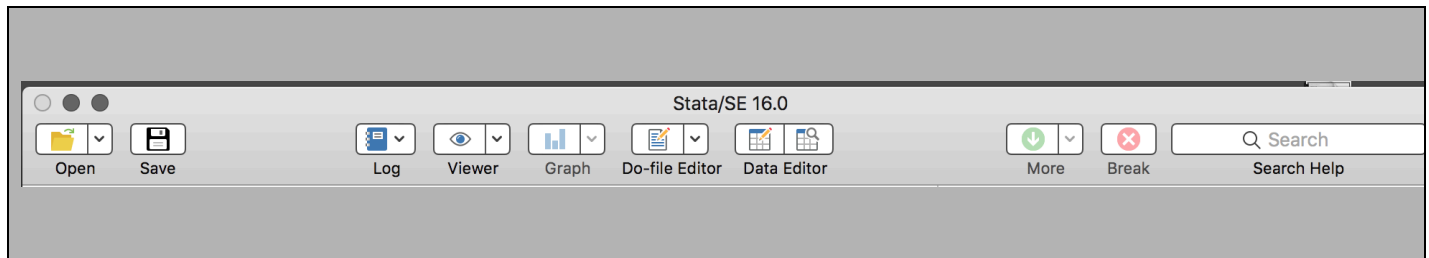 Stata/SE 16.0
Search
Open Save Log Viewer Graph Do-file Editor Data Editor More Break Search Help